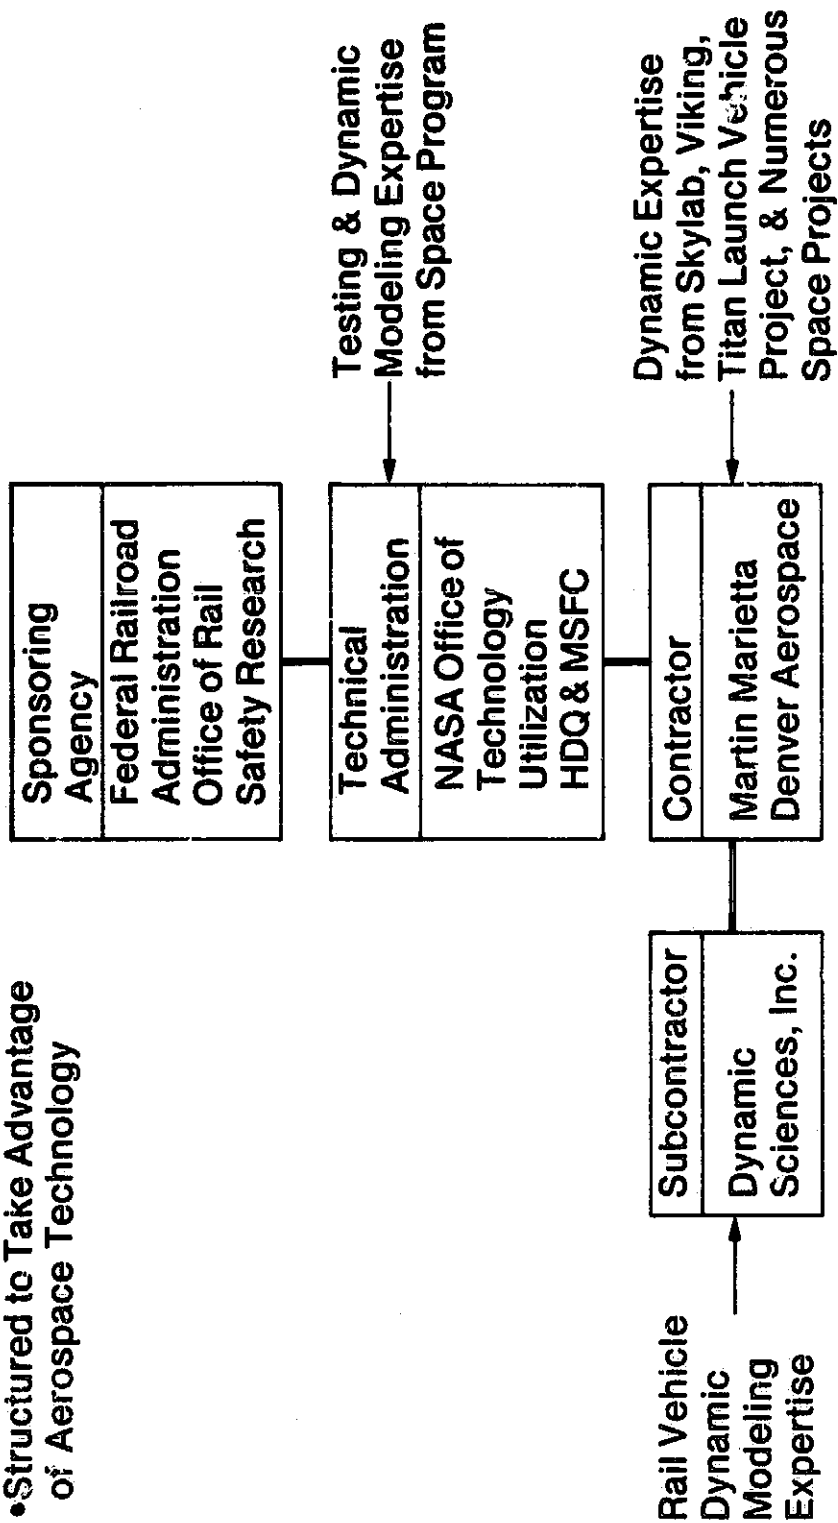 •Structured to Take Advantage
of Aerospace Technology
Sponsoring
Agency
Federal Railroad
Administration
Office of Rail
Safety Research
Technical
Administration
NASA Office of
Technology
Utilization
HDQ & MSFC
Testing & Dynamic
Modeling Expertise
from Space Program
Rail Vehicle
Dynamic
Modeling
Expertise
Subcontractor
Dynamic
Sciences, Inc.
Contractor
Martin Marietta
Denver Aerospace
Dynamic Expertise
from Skylab, Viking,
Titan Launch Vehicle
Project, & Numerous
Space Projects